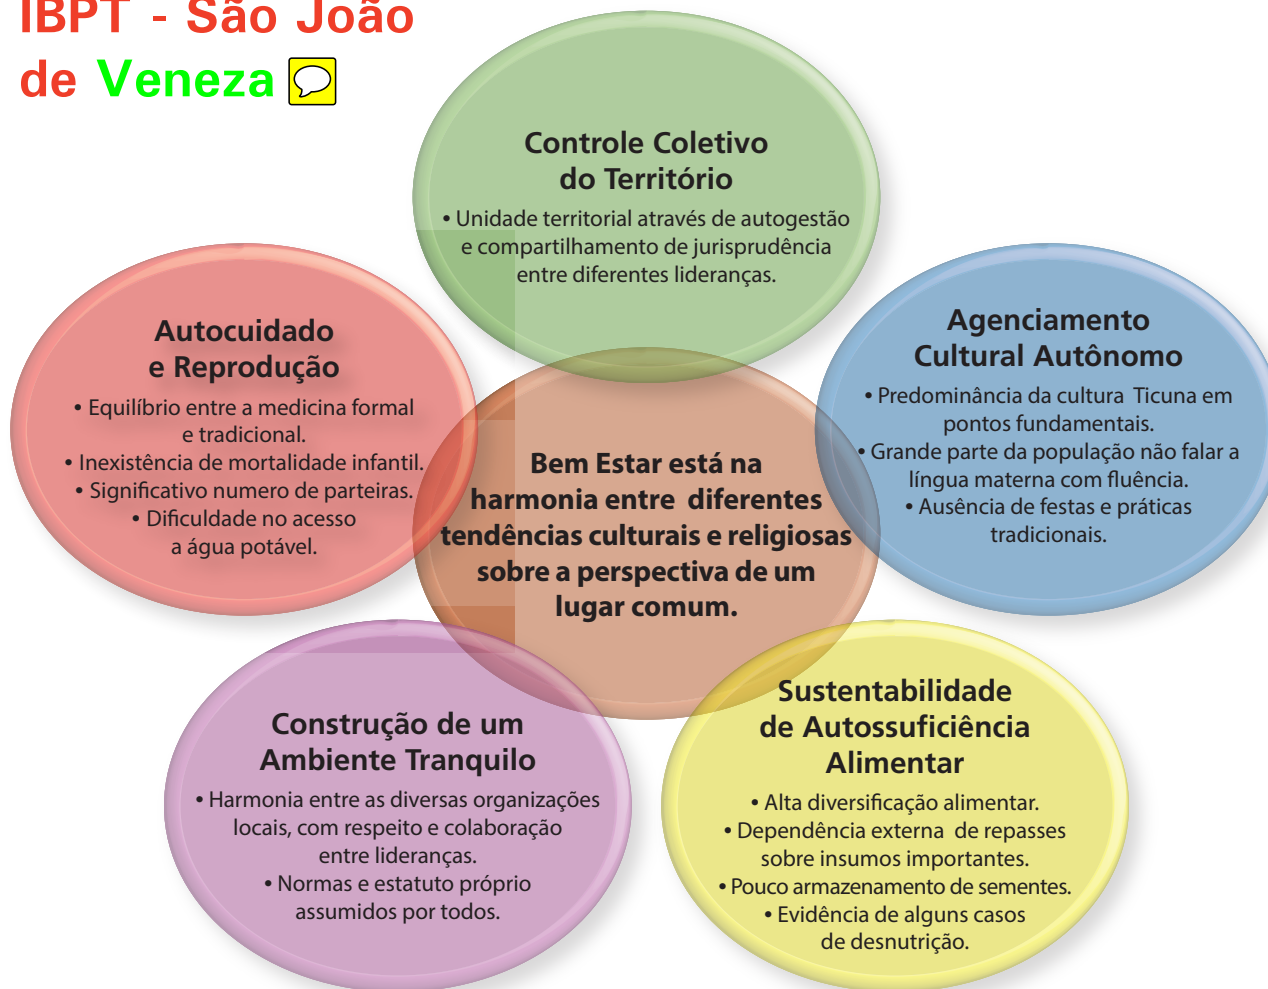 IBPT - São João
de Veneza
Controle Coletivo
do Território
• Unidade territorial através de autogestão
e compartilhamento de jurisprudência
entre diferentes lideranças.
Autocuidado
e Reprodução
• Equilíbrio entre a medicina formal
e tradicional.
• Inexistência de mortalidade infantil.
• Significativo numero de parteiras.
• Dificuldade no acesso
a água potável.
Agenciamento
Cultural Autônomo
• Predominância da cultura Ticuna em
pontos fundamentais.
• Grande parte da população não falar a
língua materna com fluência.
• Ausência de festas e práticas
tradicionais.
Bem Estar está na
harmonia entre diferentes
tendências culturais e religiosas
sobre a perspectiva de um
lugar comum.
Construção de um
Ambiente Tranquilo
• Harmonia entre as diversas organizações
locais, com respeito e colaboração
entre lideranças.
• Normas e estatuto próprio
assumidos por todos.
Sustentabilidade
de Autossuficiência
Alimentar
• Alta diversificação alimentar.
• Dependência externa de repasses
sobre insumos importantes.
• Pouco armazenamento de sementes.
• Evidência de alguns casos
de desnutrição.